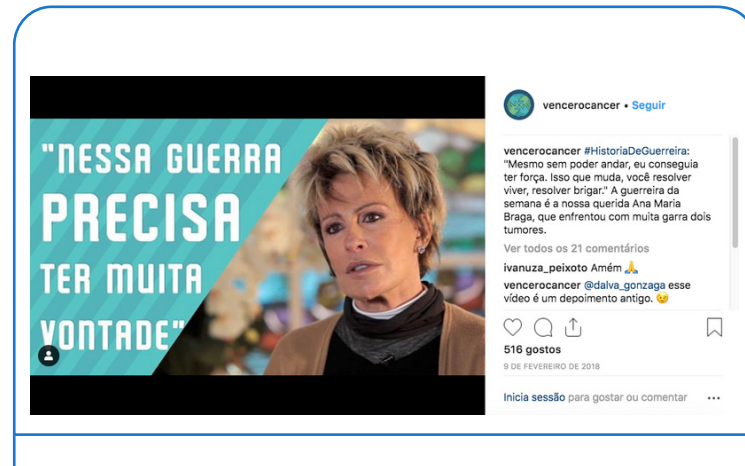 "NESSA GUERRA
PRECISA
TER MUITA
VONTADE"
vencerocancer • Seguir
vencerocancer #HistoriaDeGuerreira:
"Mesmo sem poder andar, eu conseguia
ter força. Isso que muda, você resolver
viver, resolver brigar." A guerreira da
semana é a nossa querida Ana Maria
Braga, que enfrentou com muita garra dois
tumores.
Ver todos os 21 comentários
ivanuza_peixoto Amém 🙏
vencerocancer @dalva_gonzaga esse
vídeo é um depoimento antigo. 😉
516 gostos
9 DE FEVEREIRO DE 2018
Inicia sessão para gostar ou comentar